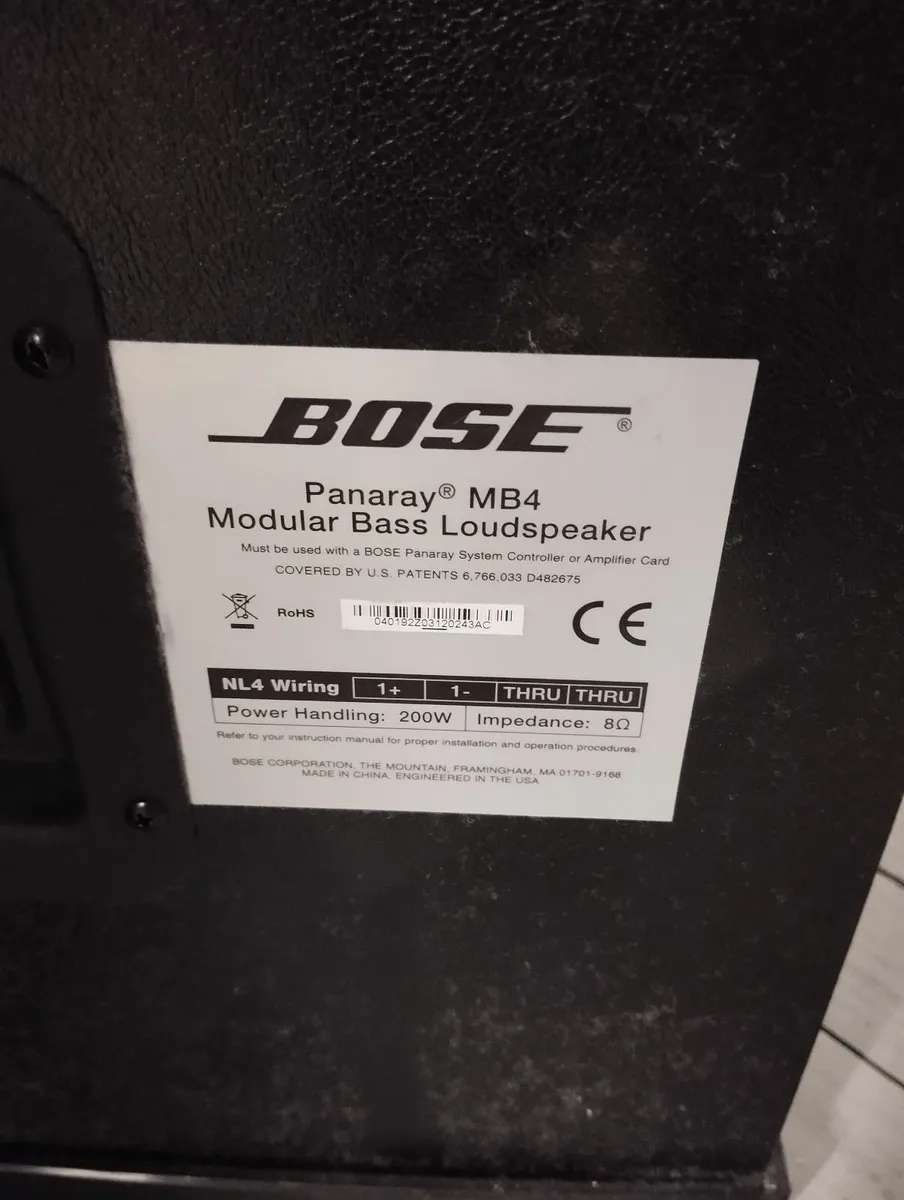 BOSE®
Panaray® MB4
Modular Bass Loudspeaker
Must be used with a BOSE Panaray System Controller or Amplifier Card
COVERED BY U.S. PATENTS 6,766,033 D482675
RoHS
040192Z03120243AC
CE
NL4 Wiring 1+ 1- THRU THRU
Power Handling: 200W Impedance: 8Ω
Refer to your instruction manual for proper installation and operation procedures.
BOSE CORPORATION, THE MOUNTAIN, FRAMINGHAM, MA 01701-9168
MADE IN CHINA, ENGINEERED IN THE USA